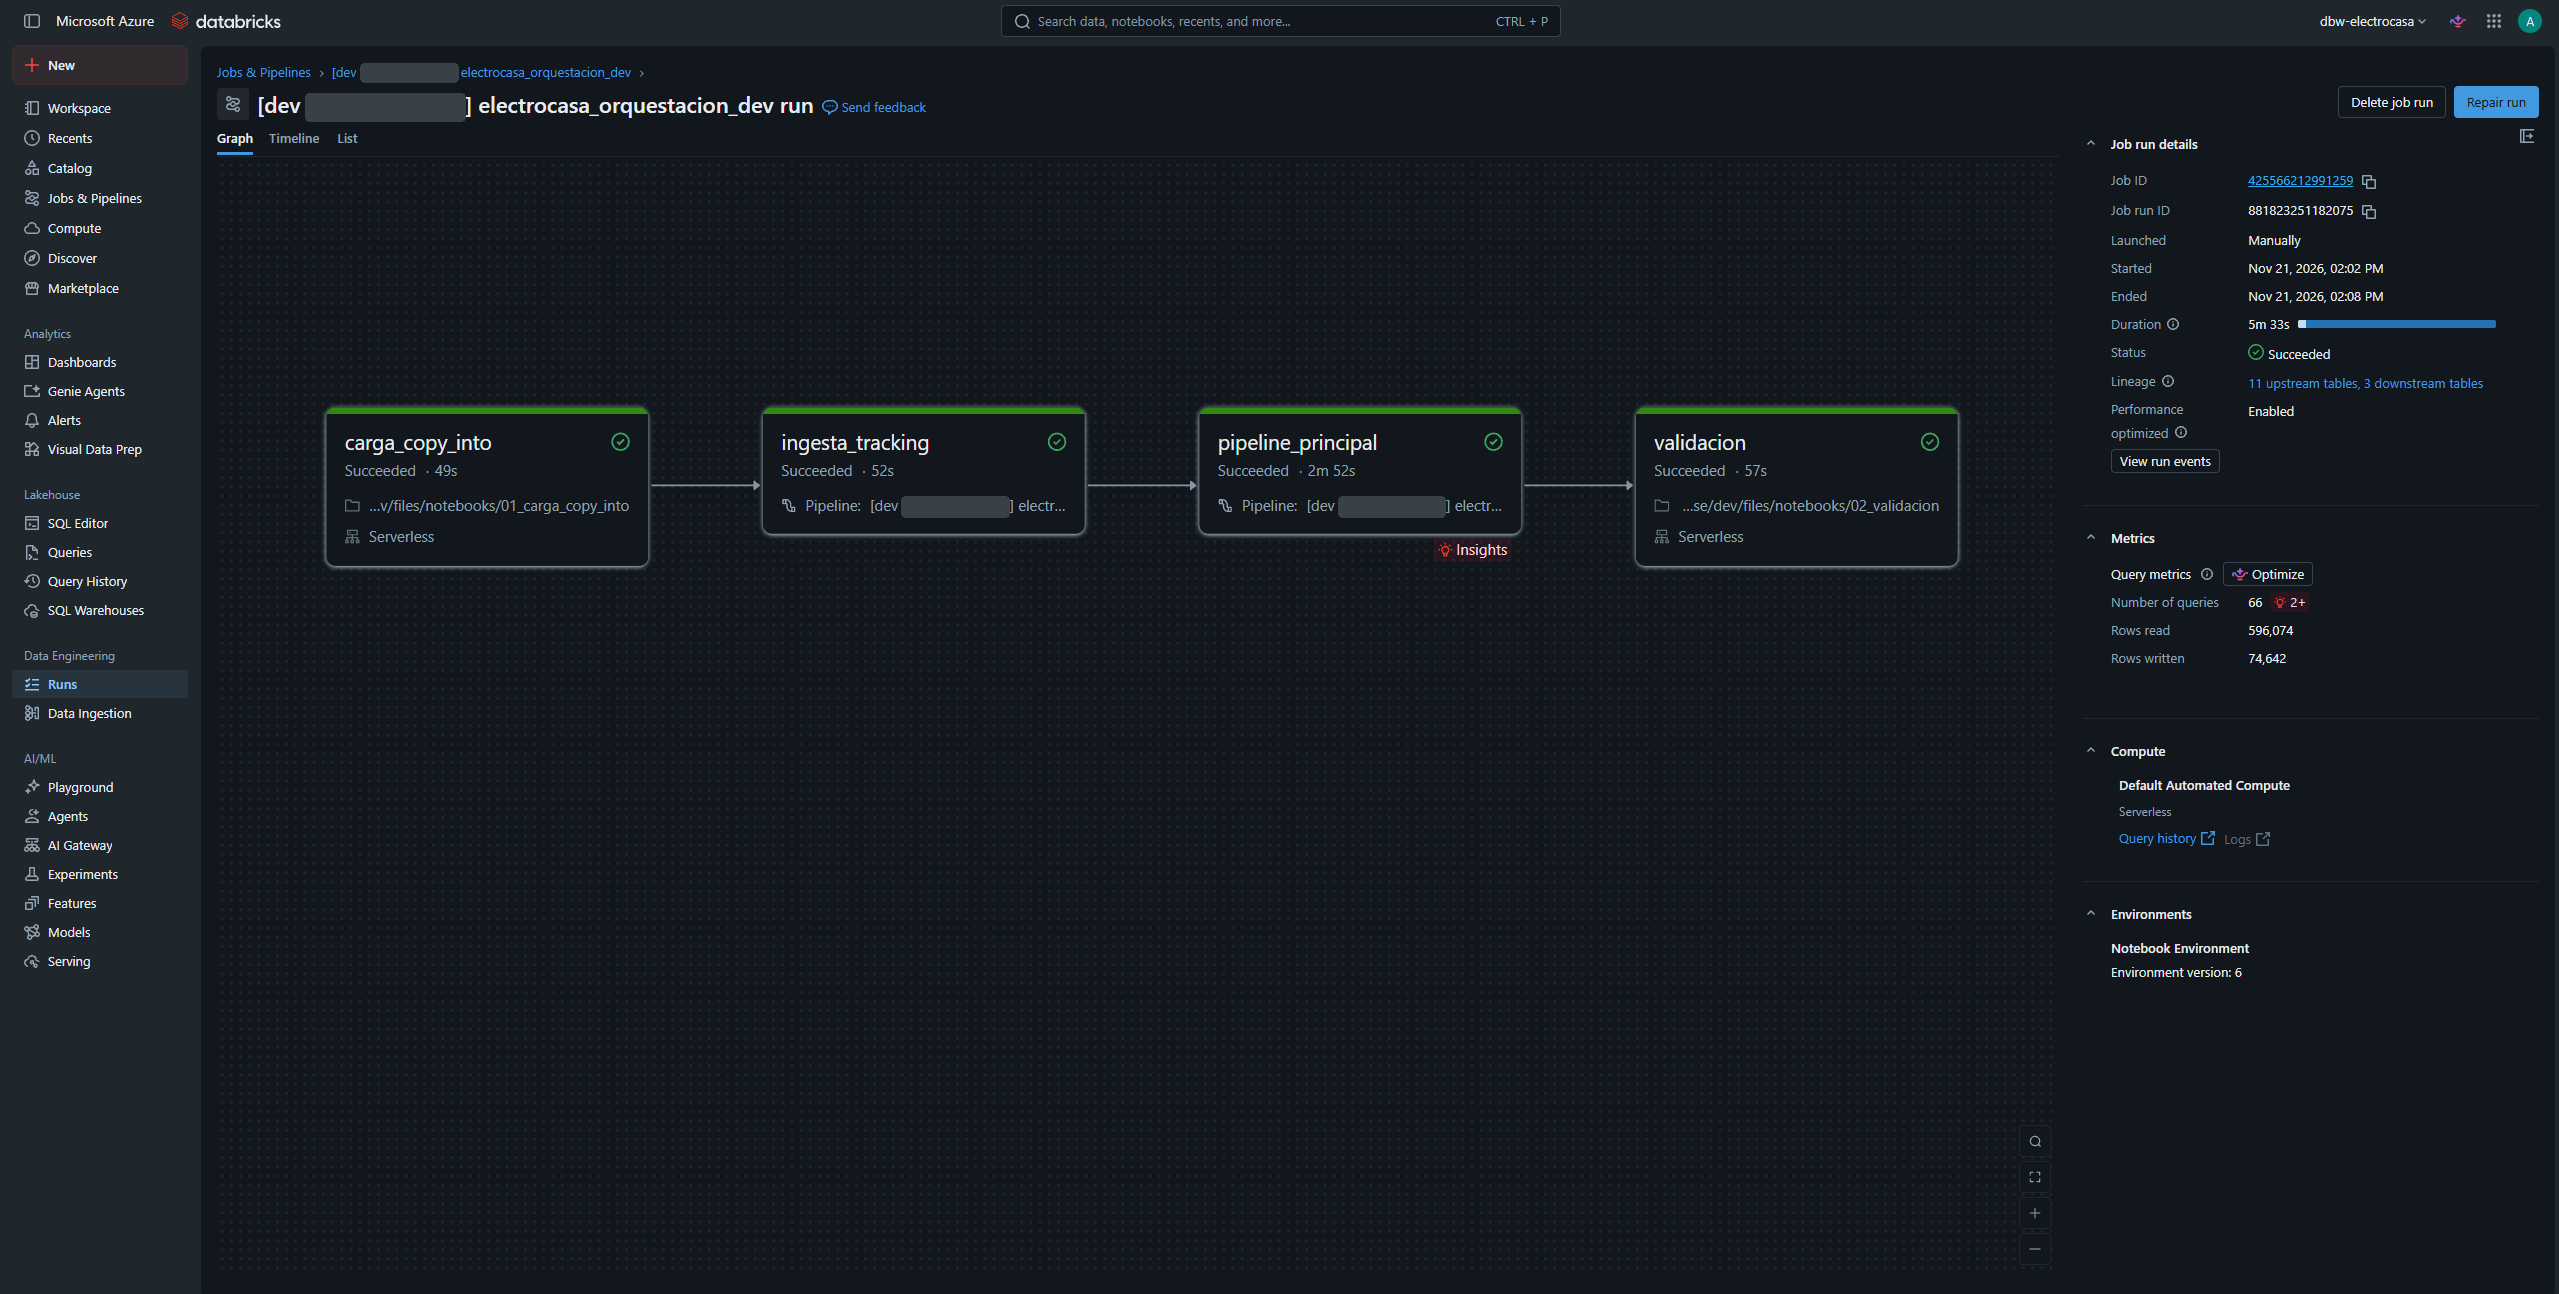 Microsoft Azure databricks
Search data, notebooks, recents, and more... CTRL + P
dbw-electrocasa
A
New
Workspace
Recents
Catalog
Jobs & Pipelines
Compute
Discover
Marketplace
Analytics
Dashboards
Genie Agents
Alerts
Visual Data Prep
Lakehouse
SQL Editor
Queries
Query History
SQL Warehouses
Data Engineering
Runs
Data Ingestion
AI/ML
Playground
Agents
AI Gateway
Experiments
Features
Models
Serving
Jobs & Pipelines › [dev electrocasa_orquestacion_dev ›
[dev ] electrocasa_orquestacion_dev run Send feedback
Delete job run Repair run
Graph Timeline List
carga_copy_into
Succeeded · 49s
...v/files/notebooks/01_carga_copy_into
Serverless
ingesta_tracking
Succeeded · 52s
Pipeline: [dev ] electr...
pipeline_principal
Succeeded · 2m 52s
Pipeline: [dev ] electr...
Insights
validacion
Succeeded · 57s
...se/dev/files/notebooks/02_validacion
Serverless
Job run details
Job ID 425566212991259
Job run ID 881823251182075
Launched Manually
Started Nov 21, 2026, 02:02 PM
Ended Nov 21, 2026, 02:08 PM
Duration 5m 33s
Status Succeeded
Lineage 11 upstream tables, 3 downstream tables
Performance optimized Enabled
View run events
Metrics
Query metrics Optimize
Number of queries 66 2+
Rows read 596,074
Rows written 74,642
Compute
Default Automated Compute
Serverless
Query history Logs
Environments
Notebook Environment
Environment version: 6